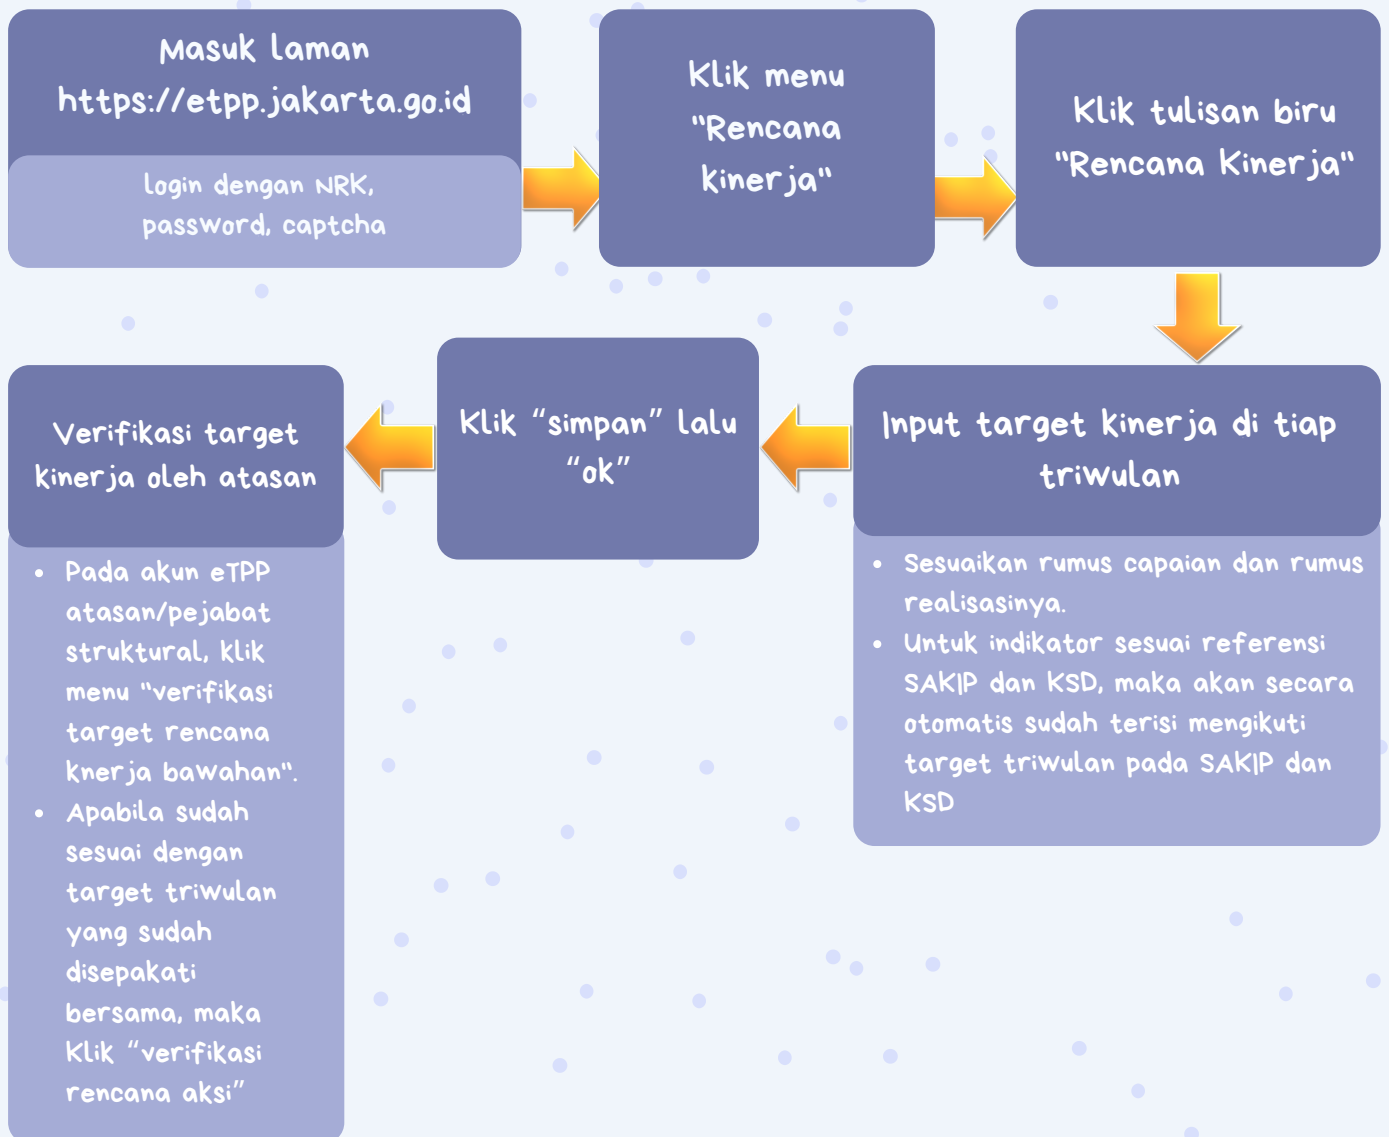 Masuk laman
https://etpp.jakarta.go.id
login dengan NRK,
password, captcha
Klik menu
"Rencana
kinerja"
Klik tulisan biru
"Rencana Kinerja"
Input target kinerja di tiap
triwulan
• Sesuaikan rumus capaian dan rumus
realisasinya.
• Untuk indikator sesuai referensi
SAKIP dan KSD, maka akan secara
otomatis sudah terisi mengikuti
target triwulan pada SAKIP dan
KSD
Klik “simpan” lalu
“ok”
Verifikasi target
kinerja oleh atasan
• Pada akun eTPP
atasan/pejabat
struktural, klik
menu "verifikasi
target rencana
knerja bawahan".
• Apabila sudah
sesuai dengan
target triwulan
yang sudah
disepakati
bersama, maka
Klik “verifikasi
rencana aksi”